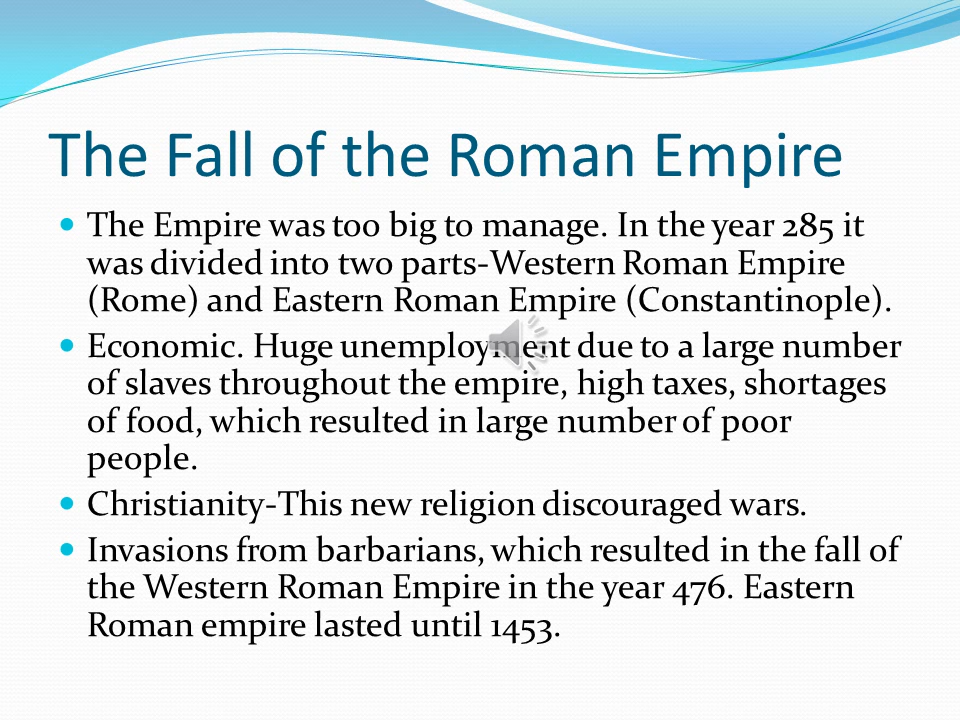 The Fall of the Roman Empire
• The Empire was too big to manage. In the year 285 it
was divided into two parts-Western Roman Empire
(Rome) and Eastern Roman Empire (Constantinople).
• Economic. Huge unemployment due to a large number
of slaves throughout the empire, high taxes, shortages
of food, which resulted in large number of poor
people.
• Christianity-This new religion discouraged wars.
• Invasions from barbarians, which resulted in the fall of
the Western Roman Empire in the year 476. Eastern
Roman empire lasted until 1453.